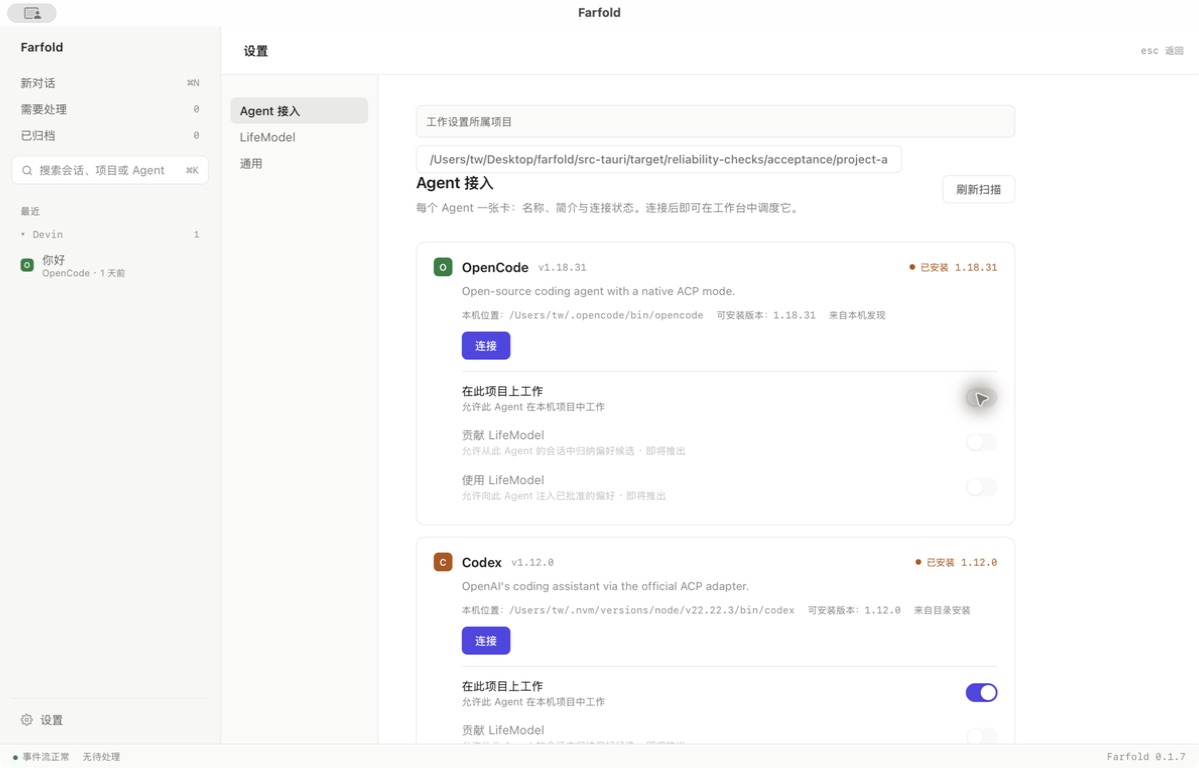 Farfold
Farfold
新对话 ⌘N
需要处理 0
已归档 0
搜索会话、项目或 Agent ⌘K
最近
• Devin 1
O 你好
OpenCode · 1 天前
设置
事件流正常 无待处理
设置
esc 返回
Agent 接入
LifeModel
通用
工作设置所属项目
/Users/tw/Desktop/farfold/src-tauri/target/reliability-checks/acceptance/project-a
Agent 接入
刷新扫描
每个 Agent 一张卡：名称、简介与连接状态。连接后即可在工作台中调度它。
O OpenCode v1.18.31 已安装 1.18.31
Open-source coding agent with a native ACP mode.
本机位置：/Users/tw/.opencode/bin/opencode 可安装版本：1.18.31 来自本机发现
连接
在此项目上工作
允许此 Agent 在本机项目中工作
贡献 LifeModel
允许从此 Agent 的会话中归纳偏好候选 · 即将推出
使用 LifeModel
允许向此 Agent 注入已批准的偏好 · 即将推出
C Codex v1.12.0 已安装 1.12.0
OpenAI's coding assistant via the official ACP adapter.
本机位置：/Users/tw/.nvm/versions/node/v22.22.3/bin/codex 可安装版本：1.12.0 来自目录安装
连接
在此项目上工作
允许此 Agent 在本机项目中工作
贡献 LifeModel
Farfold 0.1.7